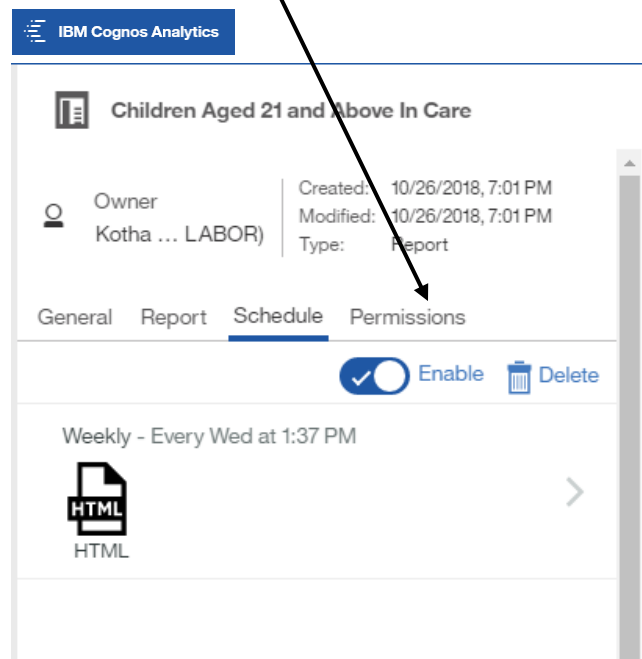 IBM Cognos Analytics
Children Aged 21 and Above In Care
Owner
Kotha ... LABOR)
Created: 10/26/2018, 7:01 PM
Modified: 10/26/2018, 7:01 PM
Type: Report
General Report Schedule Permissions
Enable Delete
Weekly - Every Wed at 1:37 PM
HTML
HTML